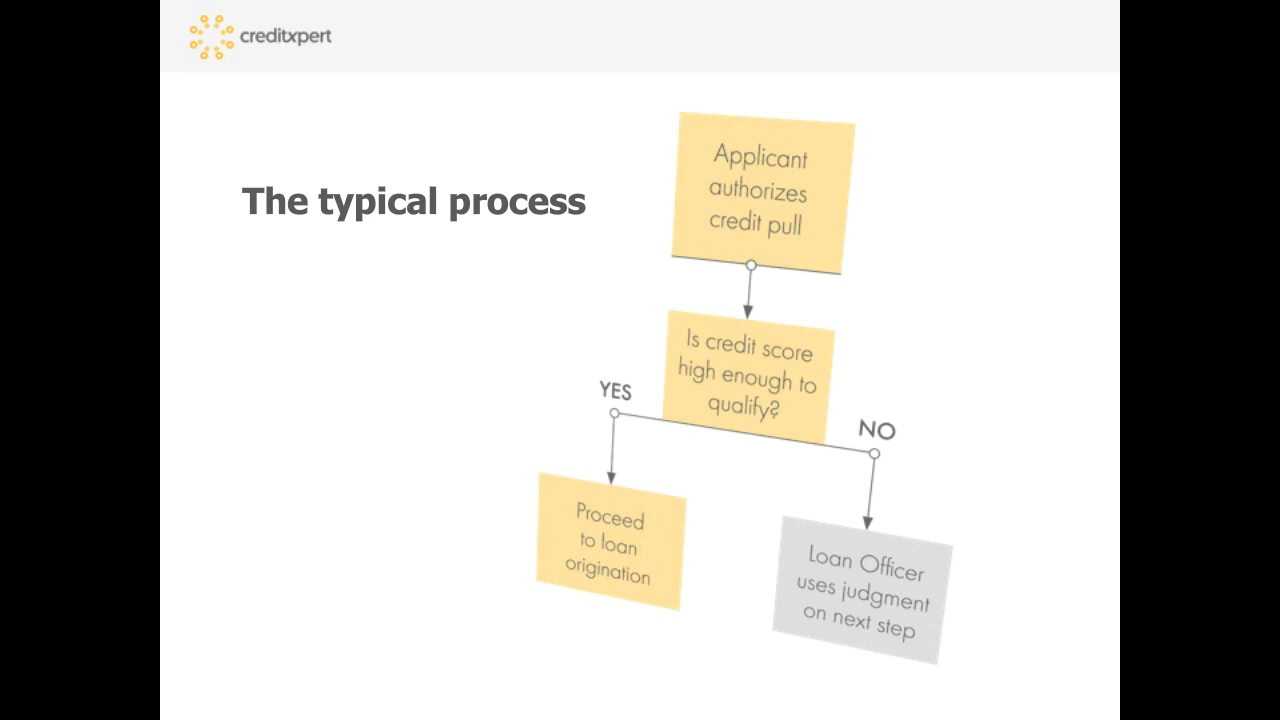 creditxpert
The typical process
Applicant
authorizes
credit pull
Is credit score
high enough to
qualify?
YES
NO
Proceed
to loan
origination
Loan Officer
uses judgment
on next step